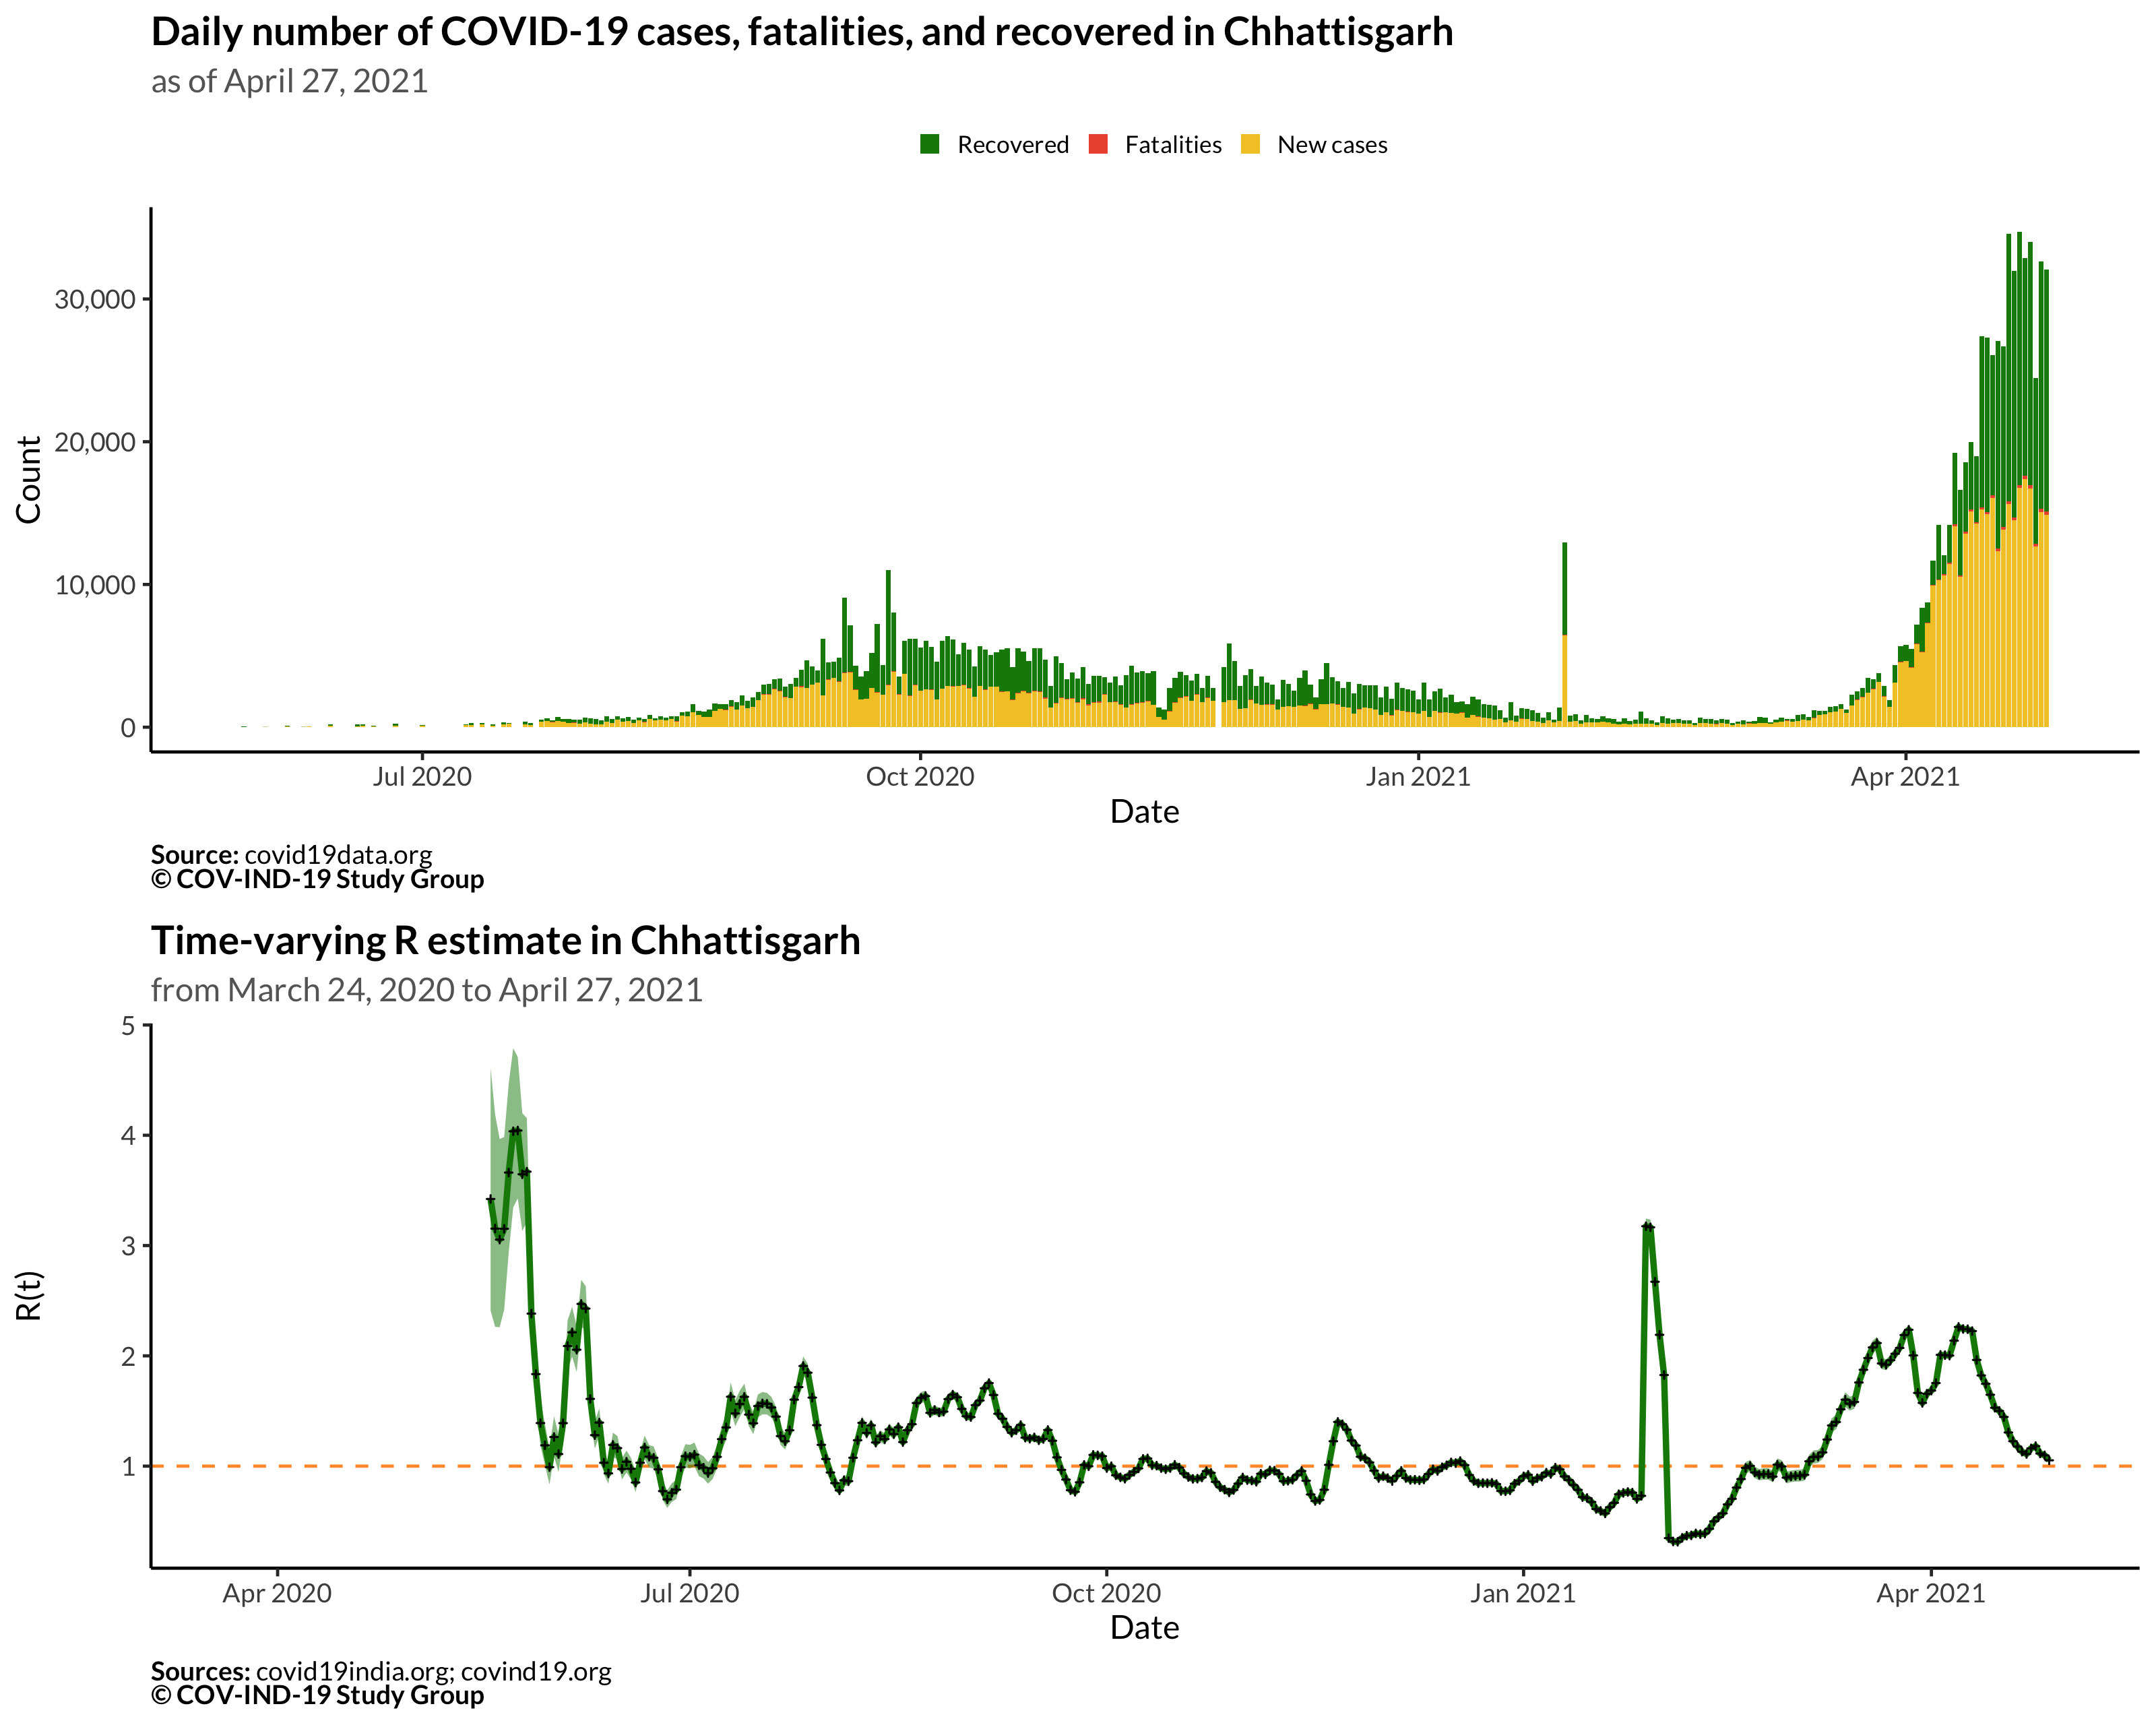 Daily number of COVID-19 cases, fatalities, and recovered in Chhattisgarh
as of April 27, 2021
Recovered Fatalities New cases
Count
30,000
20,000
10,000
0
Jul 2020 Oct 2020 Jan 2021 Apr 2021
Date
Source: covid19data.org
© COV-IND-19 Study Group
Time-varying R estimate in Chhattisgarh
from March 24, 2020 to April 27, 2021
R(t)
5
4
3
2
1
Apr 2020 Jul 2020 Oct 2020 Jan 2021 Apr 2021
Date
Sources: covid19india.org; covind19.org
© COV-IND-19 Study Group